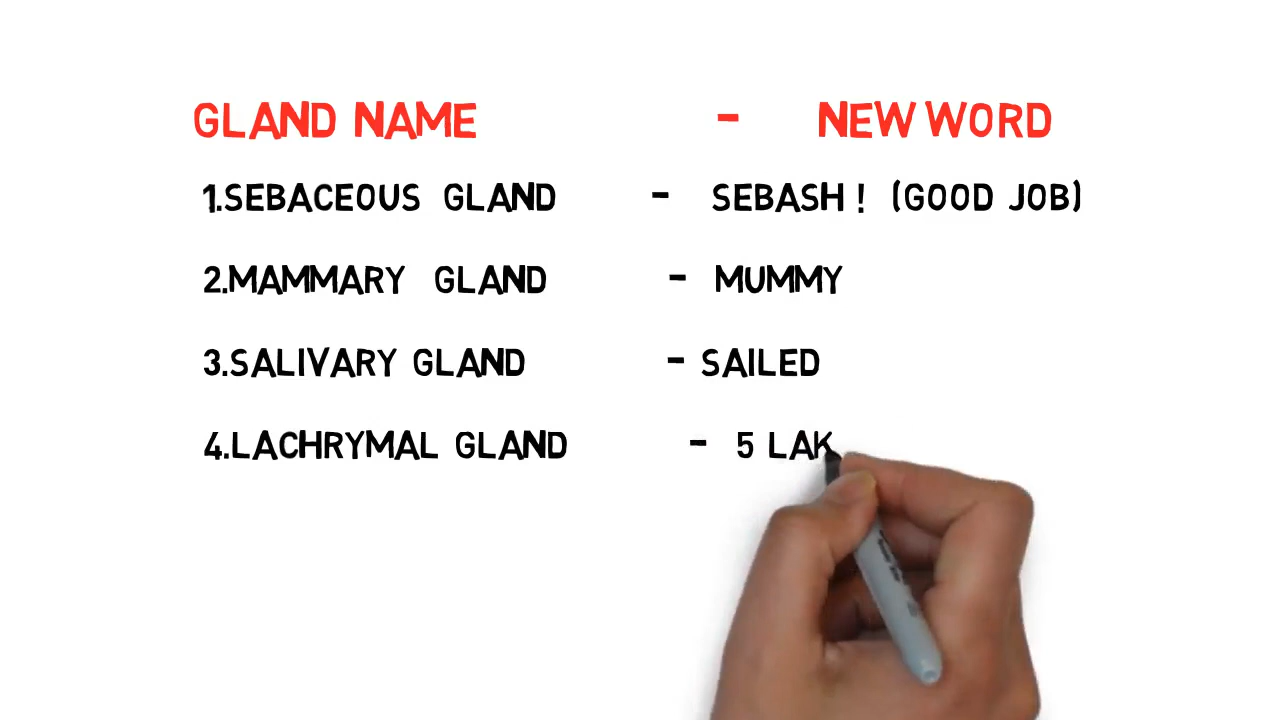 GLAND NAME - NEW WORD
1.SEBACEOUS GLAND - SEBASH ! (GOOD JOB)
2.MAMMARY GLAND - MUMMY
3.SALIVARY GLAND - SAILED
4.LACHRYMAL GLAND - 5 LAK